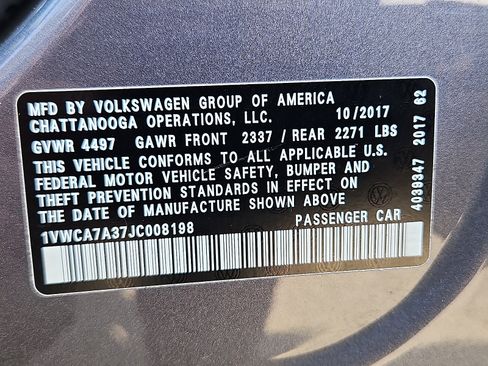 MFD BY VOLKSWAGEN GROUP OF AMERICA
CHATTANOOGA OPERATIONS, LLC. 10/2017
GVWR 4497 GAWR FRONT 2337 / REAR 2271 LBS
THIS VEHICLE CONFORMS TO ALL APPLICABLE U.S.
FEDERAL MOTOR VEHICLE SAFETY, BUMPER AND
THEFT PREVENTION STANDARDS IN EFFECT ON
THE DATE OF MANUFACTURE SHOWN ABOVE
1VWCA7A37JC008198 PASSENGER CAR
4039347 2017 62